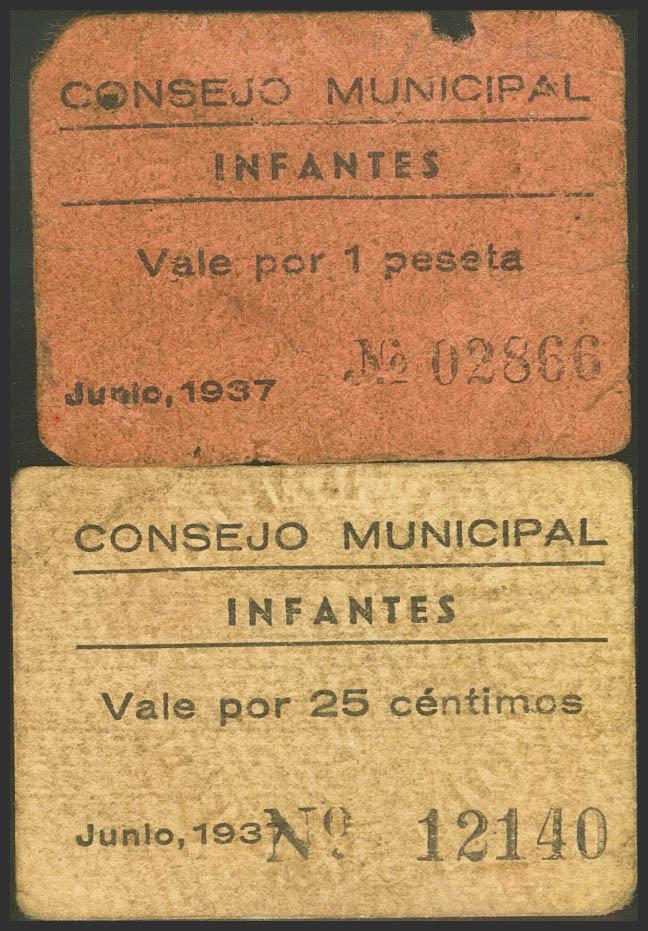 CONSEJO MUNICIPAL
INFANTES
Vale por 1 peseta
Nº 02866
Junio, 1937
CONSEJO MUNICIPAL
INFANTES
Vale por 25 céntimos
Junio, 1937 Nº 12140